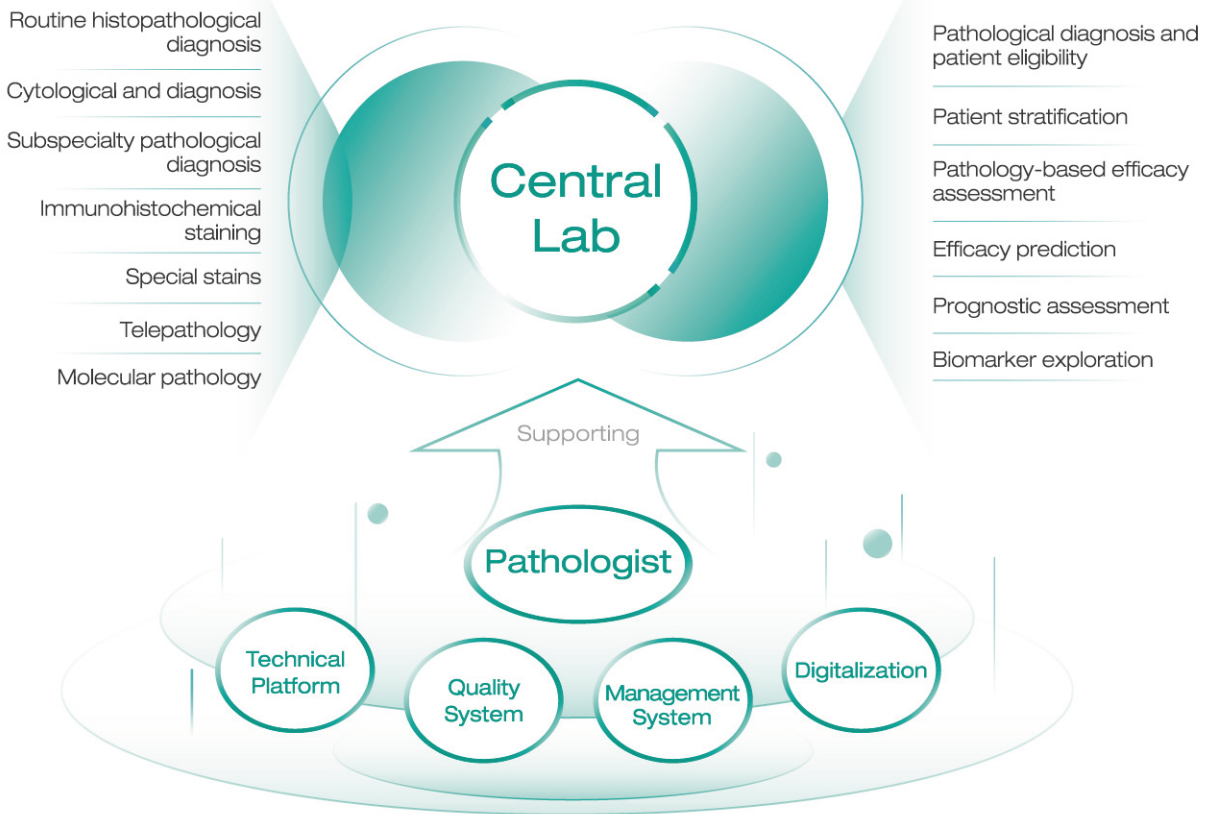 Routine histopathological
diagnosis
Cytological and diagnosis
Subspecialty pathological
diagnosis
Immunohistochemical
staining
Special stains
Telepathology
Molecular pathology
Central
Lab
Pathological diagnosis and
patient eligibility
Patient stratification
Pathology-based efficacy
assessment
Efficacy prediction
Prognostic assessment
Biomarker exploration
Supporting
Pathologist
Technical
Platform
Quality
System
Management
System
Digitalization